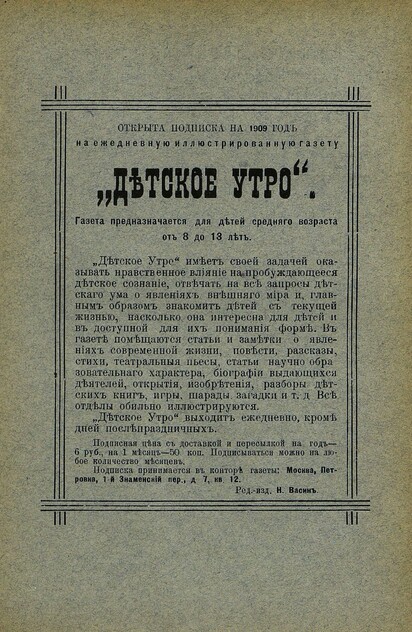 ОТКРЫТА ПОДПИСКА НА 1909 ГОДЪ
на ежедневную иллюстрированную газету
„ДѢТСКОЕ УТРО“.
Газета предназначается для дѣтей средняго возраста
отъ 8 до 13 лѣтъ.
„Дѣтское Утро“ имѣетъ своей задачей ока-
зывать нравственное вліяніе на пробуждающееся
дѣтское сознаніе, отвѣчать на всѣ запросы дѣт-
скаго ума о явленіяхъ внѣшняго міра и, глав-
нымъ образомъ знакомить дѣтей съ текущей
жизнью, насколько она интересна для дѣтей и
въ доступной для ихъ пониманія формѣ. Въ
газетѣ помѣщаются статьи и замѣтки о явле-
ніяхъ современной жизни, повѣсти, разсказы,
стихи, театральныя пьесы, статьи научно обра-
зовательнаго характера, біографіи выдающихся
дѣятелей, открытія, изобрѣтенія, разборы дѣт-
скихъ книгъ, игры, шарады, загадки и т. д. Всѣ
отдѣлы обильно иллюстрируются.
„Дѣтское Утро“ выходитъ ежедневно, кромѣ
дней послѣпраздничныхъ.
Подписная цѣна съ доставкой и пересылкой на годъ—
6 руб., на 1 мѣсяцъ—50 коп. Подписываться можно на лю-
бое количество мѣсяцевъ.
Подписка принимается въ конторѣ газеты: Москва, Пет-
ровка, 1-й Знаменскій пер., д 7, кв 12.
Ред.-изд. Н. Васинъ.